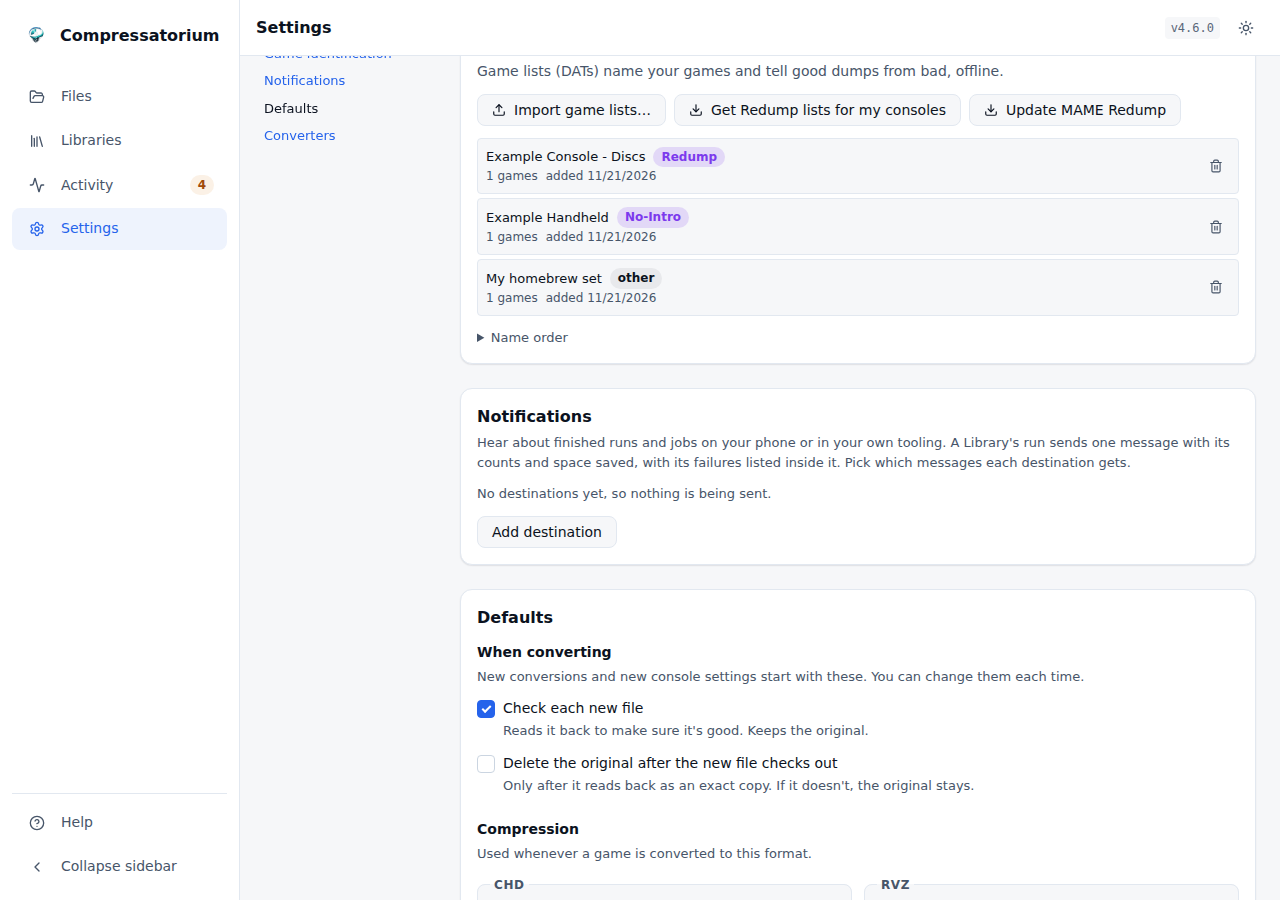 Compressatorium
Settings
v4.6.0
Files
Libraries
Activity
4
Settings
Help
Collapse sidebar
Notifications
Defaults
Converters
Game lists (DATs) name your games and tell good dumps from bad, offline.
Import game lists...
Get Redump lists for my consoles
Update MAME Redump
Example Console - Discs
Redump
1 games added 11/21/2026
Example Handheld
No-Intro
1 games added 11/21/2026
My homebrew set
other
1 games added 11/21/2026
Name order
Notifications
Hear about finished runs and jobs on your phone or in your own tooling. A Library's run sends one message with its
counts and space saved, with its failures listed inside it. Pick which messages each destination gets.
No destinations yet, so nothing is being sent.
Add destination
Defaults
When converting
New conversions and new console settings start with these. You can change them each time.
Check each new file
Reads it back to make sure it's good. Keeps the original.
Delete the original after the new file checks out
Only after it reads back as an exact copy. If it doesn't, the original stays.
Compression
Used whenever a game is converted to this format.
CHD
RVZ